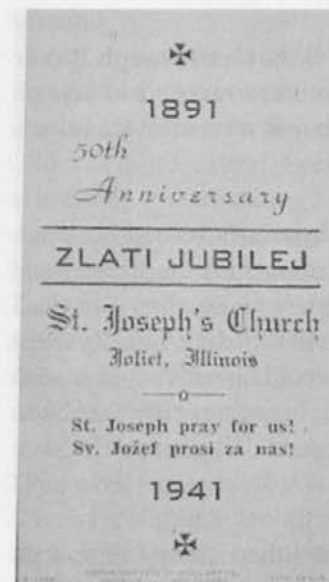 1891
50th
Anniversary
ZLATI JUBILEJ
St. Joseph's Church
Joliet, Illinois
St. Joseph pray for us!
Sv. Jožef prosi za nas!
1941